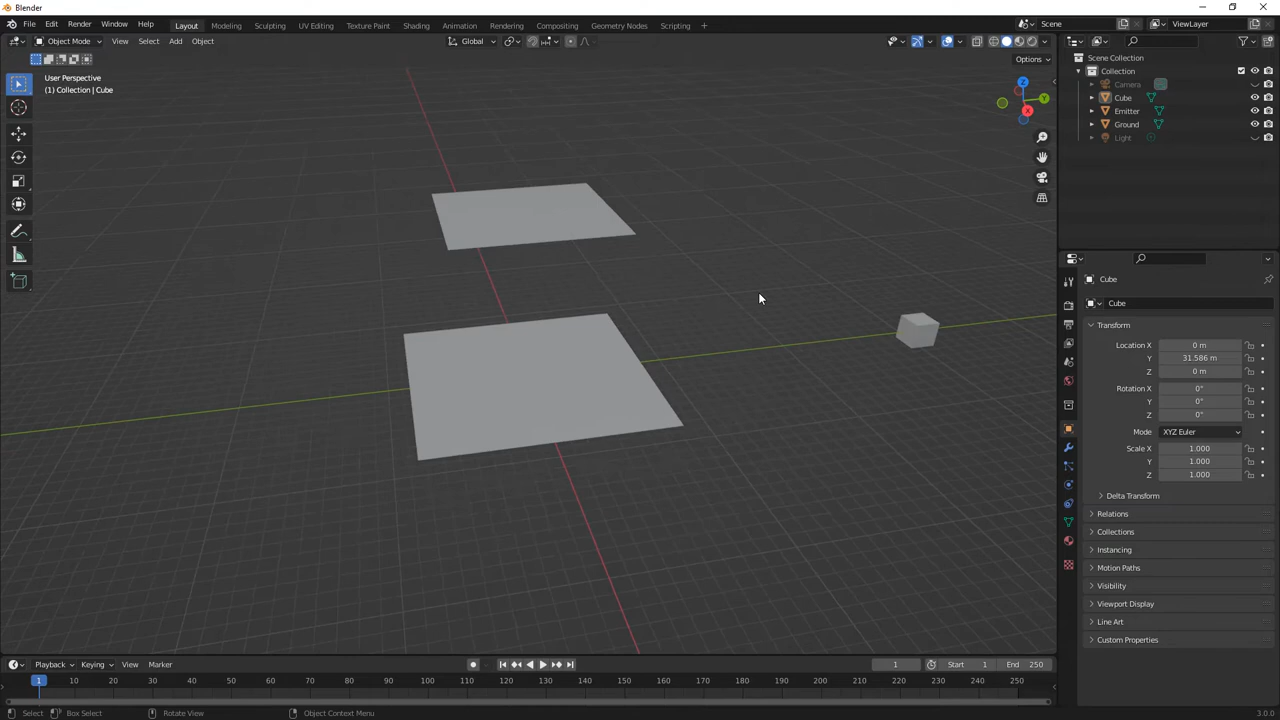 Blender
File Edit Render Window Help Layout Modeling Sculpting UV Editing Texture Paint Shading Animation Rendering Compositing Geometry Nodes Scripting + Scene ViewLayer
Object Mode View Select Add Object Global
Options
User Perspective
(1) Collection | Cube
Z
Y
X
Scene Collection
Collection
Camera
Cube
Emitter
Ground
Light
Cube
Cube
Transform
Location X 0 m
Y 31.586 m
Z 0 m
Rotation X 0°
Y 0°
Z 0°
Mode XYZ Euler
Scale X 1.000
Y 1.000
Z 1.000
Delta Transform
Relations
Collections
Instancing
Motion Paths
Visibility
Viewport Display
Line Art
Custom Properties
Playback Keying View Marker 1 Start 1 End 250
1 10 20 30 40 50 60 70 80 90 100 110 120 130 140 150 160 170 180 190 200 210 220 230 240 250
Select Box Select Rotate View Object Context Menu 3.0.0